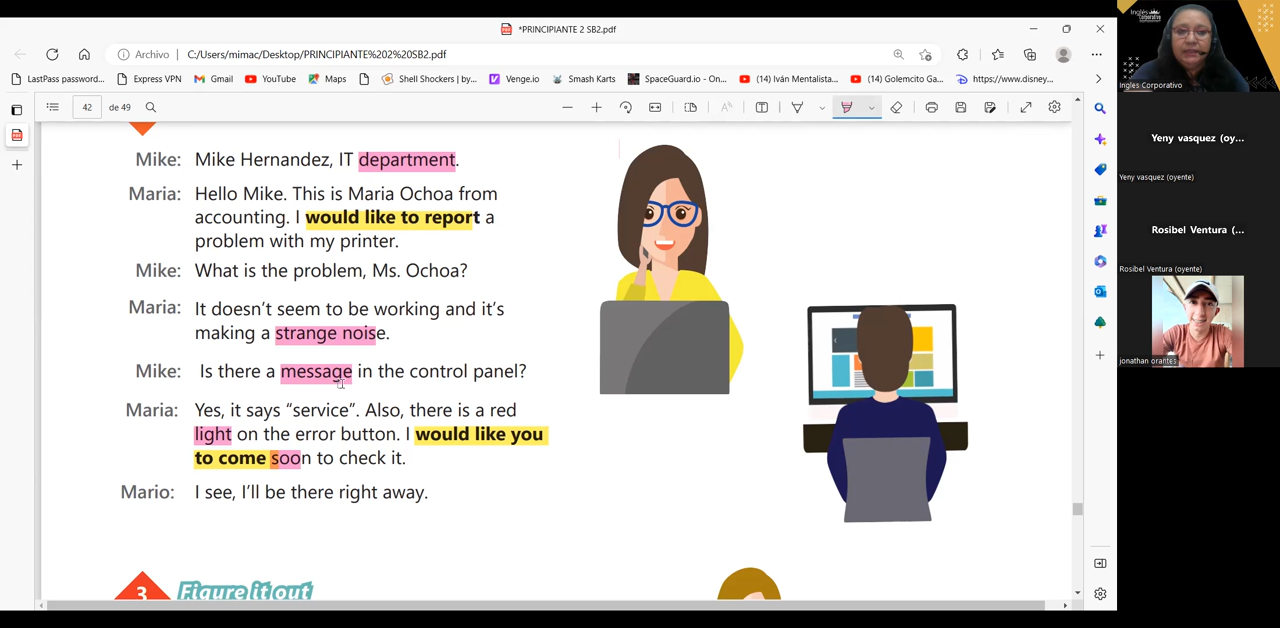 *PRINCIPIANTE 2 SB2.pdf
Archivo
C:/Users/mimac/Desktop/PRINCIPIANTE%202%20SB2.pdf
LastPass password...
Express VPN
Gmail
YouTube
Maps
Shell Shockers | by...
Venge.io
Smash Karts
SpaceGuard.io - On...
(14) Iván Mentalista...
(14) Golemcito Ga...
https://www.disney...
42 de 49
Mike: Mike Hernandez, IT department.
Maria: Hello Mike. This is Maria Ochoa from
accounting. I would like to report a
problem with my printer.
Mike: What is the problem, Ms. Ochoa?
Maria: It doesn't seem to be working and it's
making a strange noise.
Mike: Is there a message in the control panel?
Maria: Yes, it says “service”. Also, there is a red
light on the error button. I would like you
to come soon to check it.
Mario: I see, I'll be there right away.
3 Figure it out
Inglés
Corporativo
Ingles Corporativo
Yeny vasquez (oy...
Yeny vasquez (oyente)
Rosibel Ventura (...
Rosibel Ventura (oyente)
jonathan orantes